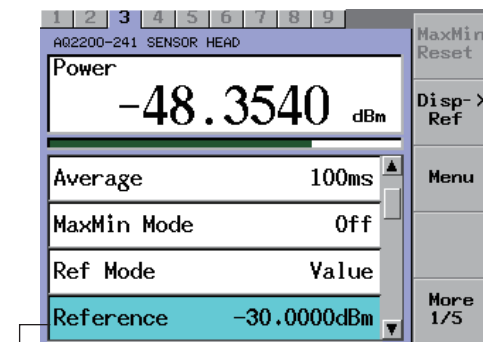 1 2 3 4 5 6 7 8 9
AQ2200-241 SENSOR HEAD
Power
-48.3540 dBm
Average 100ms
MaxMin Mode Off
Ref Mode Value
Reference -30.0000dBm
MaxMin
Reset
Disp->
Ref
Menu
More
1/5